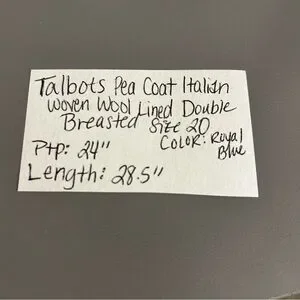 Talbots Pea Coat Italian
woven wool Lined Double
Breasted Size 20
Ptp: 24" Color: Royal
Blue
Length: 28.5"